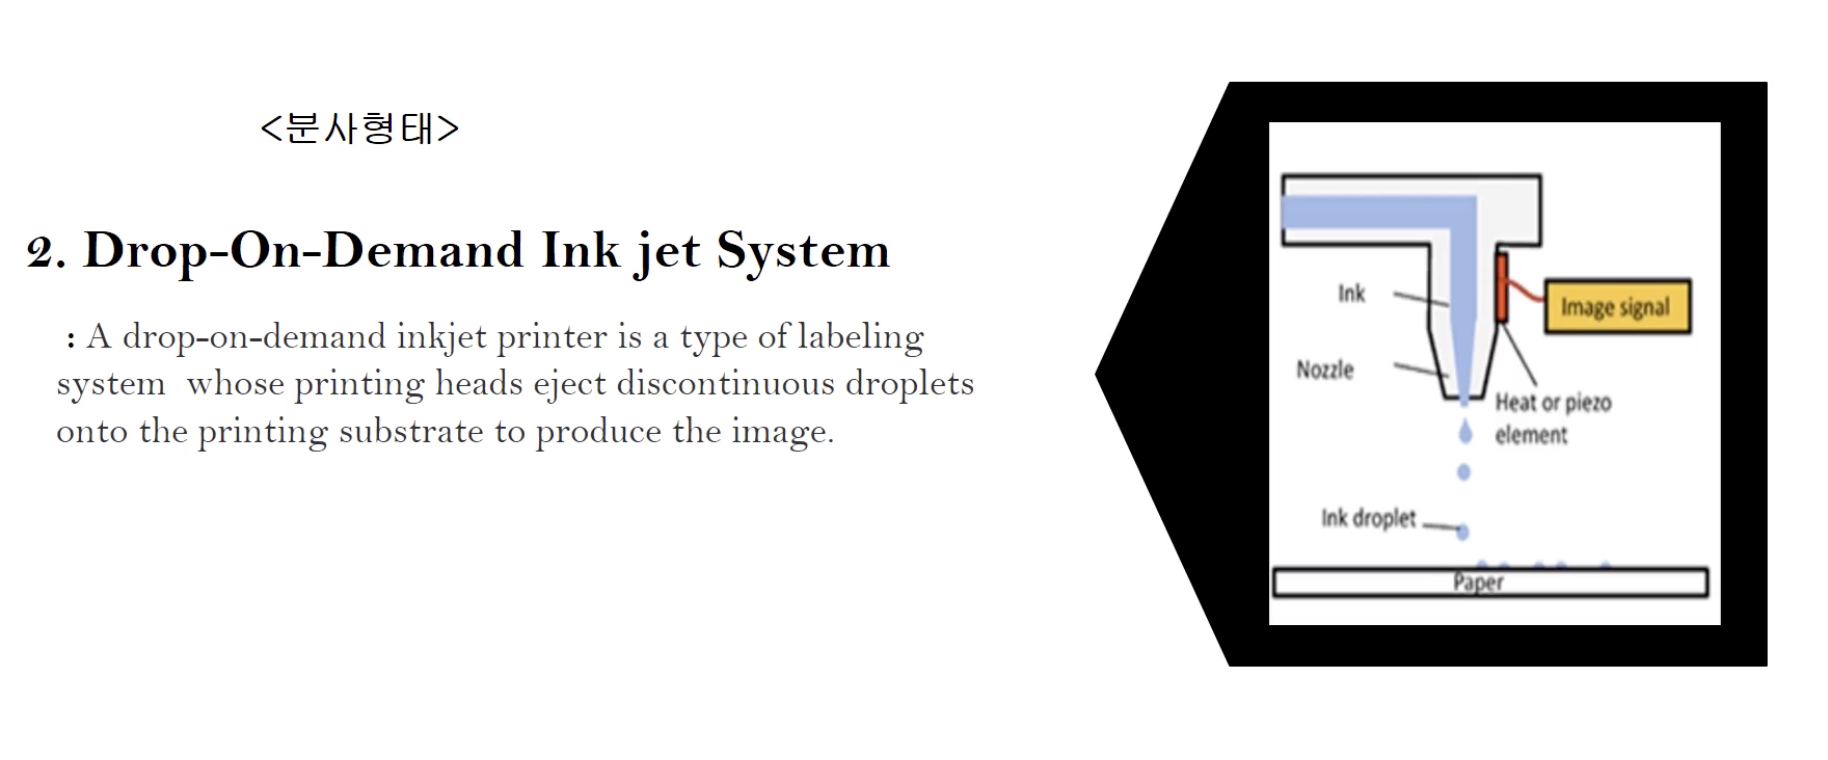 <분사형태>
2. Drop-On-Demand Ink jet System
: A drop-on-demand inkjet printer is a type of labeling
system whose printing heads eject discontinuous droplets
onto the printing substrate to produce the image.
Ink
Image signal
Nozzle
Heat or piezo
element
Ink droplet
Paper